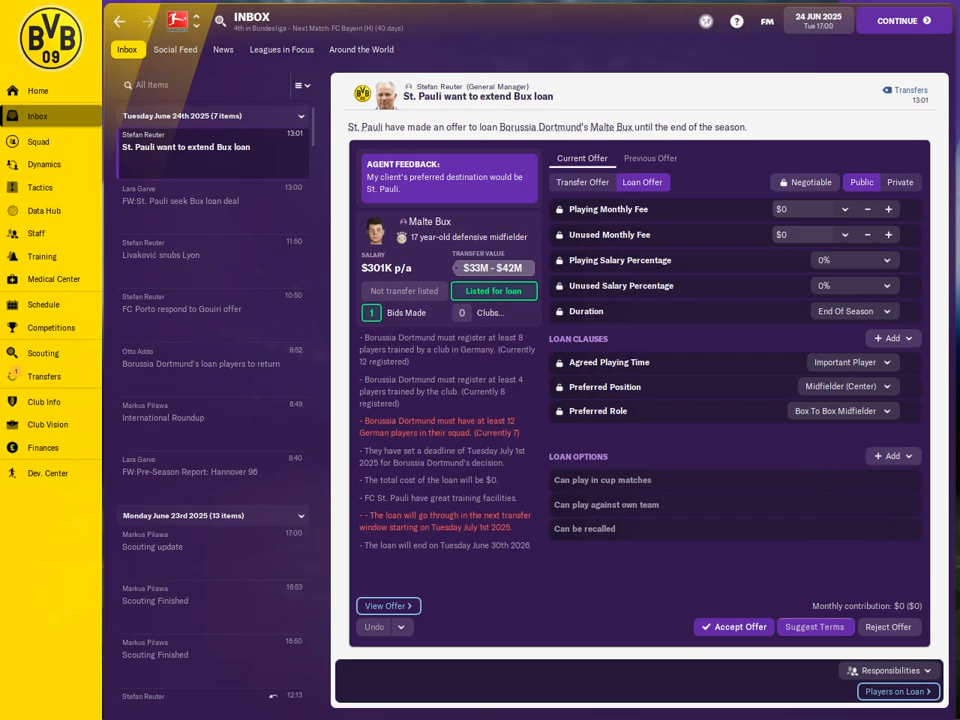 BVB
09
INBOX
4th in Bundesliga - Next Match: FC Bayern (H) (40 days)
FM
24 JUN 2025
Tue 17:00
CONTINUE
Inbox
Social Feed
News
Leagues in Focus
Around the World
Home
Inbox
Squad
Dynamics
Tactics
Data Hub
Staff
Training
Medical Center
Schedule
Competitions
Scouting
Transfers
Club Info
Club Vision
Finances
Dev. Center
All Items
Tuesday June 24th 2025 (7 items)
Stefan Reuter 13:01
St. Pauli want to extend Bux loan
Lara Garve 13:00
FW:St. Pauli seek Bux loan deal
Stefan Reuter 11:50
Livaković snubs Lyon
Stefan Reuter 10:50
FC Porto respond to Gouiri offer
Otto Addo 8:52
Borussia Dortmund's loan players to return
Markus Pilawa 8:49
International Roundup
Lara Garve 8:40
FW:Pre-Season Report: Hannover 96
Monday June 23rd 2025 (13 items)
Markus Pilawa 17:00
Scouting update
Markus Pilawa 16:53
Scouting Finished
Markus Pilawa 16:50
Scouting Finished
Stefan Reuter 12:13
Stefan Reuter (General Manager)
St. Pauli want to extend Bux loan
Transfers
13:01
St. Pauli have made an offer to loan Borussia Dortmund's Malte Bux until the end of the season.
AGENT FEEDBACK:
My client's preferred destination would be
St. Pauli.
Malte Bux
17 year-old defensive midfielder
SALARY
$301K p/a
TRANSFER VALUE
$33M - $42M
Not transfer listed
Listed for loan
1 Bids Made
0 Clubs...
- Borussia Dortmund must register at least 8
players trained by a club in Germany. (Currently
12 registered)
- Borussia Dortmund must register at least 4
players trained by the club. (Currently 8
registered)
- Borussia Dortmund must have at least 12
German players in their squad. (Currently 7)
- They have set a deadline of Tuesday July 1st
2025 for Borussia Dortmund's decision.
- The total cost of the loan will be $0.
- FC St. Pauli have great training facilities.
- - The loan will go through in the next transfer
window starting on Tuesday July 1st 2025.
- The loan will end on Tuesday June 30th 2026.
View Offer
Undo
Current Offer
Previous Offer
Transfer Offer
Loan Offer
Negotiable
Public
Private
Playing Monthly Fee $0
Unused Monthly Fee $0
Playing Salary Percentage 0%
Unused Salary Percentage 0%
Duration End Of Season
LOAN CLAUSES
+ Add
Agreed Playing Time Important Player
Preferred Position Midfielder (Center)
Preferred Role Box To Box Midfielder
LOAN OPTIONS
+ Add
Can play in cup matches
Can play against own team
Can be recalled
Monthly contribution: $0 ($0)
Accept Offer
Suggest Terms
Reject Offer
Responsibilities
Players on Loan